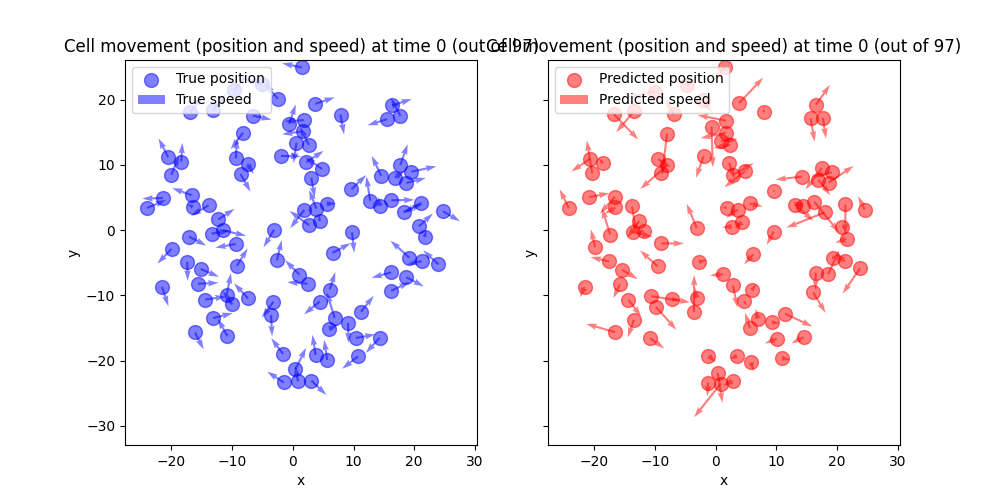 Cell movement (position and speed) at time 0 (out of 97)
Cell movement (position and speed) at time 0 (out of 97)
True position
True speed
Predicted position
Predicted speed
20
10
0
−10
−20
−30
y
−20
−10
0
10
20
30
x
y
−20
−10
0
10
20
30
x